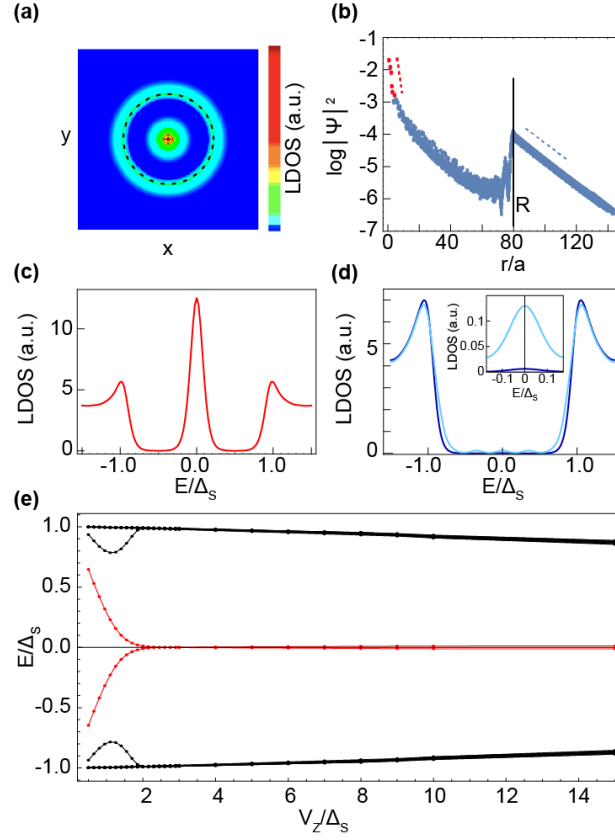 (a)
y
x
LDOS (a.u.)
(b)
log|Ψ|²
-1
-2
-3
-4
-5
-6
-7
R
0 40 80 120
r/a
(c)
LDOS (a.u.)
10
5
0
-1.0 0.0 1.0
E/Δ_S
(d)
LDOS (a.u.)
5
0
-1.0 0.0 1.0
E/Δ_S
LDOS (a.u.)
0.1
0.05
0
-0.1 0 0.1
E/Δ_S
(e)
E/Δ_S
1.0
0.5
0.0
-0.5
-1.0
2 4 6 8 10 12 14
V_Z/Δ_S